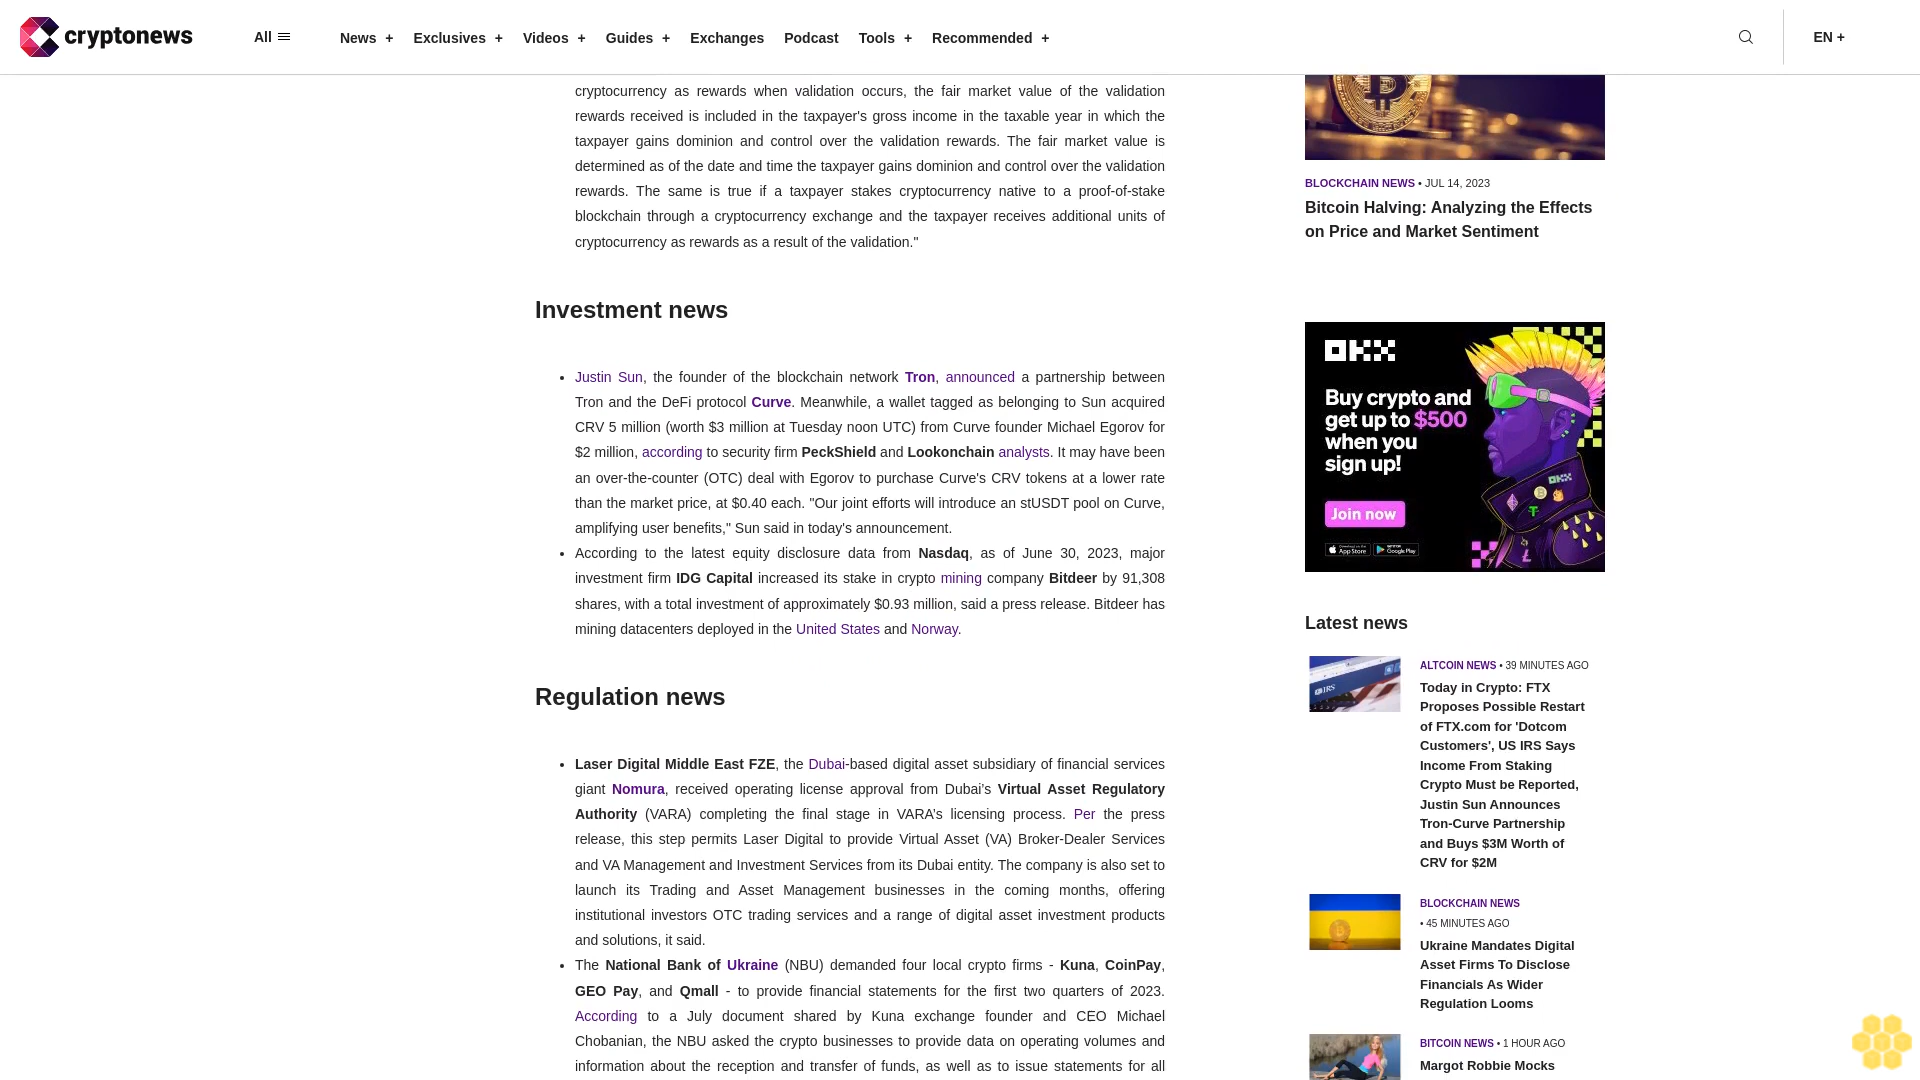 cryptonews
All
News +
Exclusives +
Videos +
Guides +
Exchanges
Podcast
Tools +
Recommended +
EN +
cryptocurrency as rewards when validation occurs, the fair market value of the validation
rewards received is included in the taxpayer's gross income in the taxable year in which the
taxpayer gains dominion and control over the validation rewards. The fair market value is
determined as of the date and time the taxpayer gains dominion and control over the validation
rewards. The same is true if a taxpayer stakes cryptocurrency native to a proof-of-stake
blockchain through a cryptocurrency exchange and the taxpayer receives additional units of
cryptocurrency as rewards as a result of the validation."
Investment news
• Justin Sun, the founder of the blockchain network Tron, announced a partnership between
Tron and the DeFi protocol Curve. Meanwhile, a wallet tagged as belonging to Sun acquired
CRV 5 million (worth $3 million at Tuesday noon UTC) from Curve founder Michael Egorov for
$2 million, according to security firm PeckShield and Lookonchain analysts. It may have been
an over-the-counter (OTC) deal with Egorov to purchase Curve's CRV tokens at a lower rate
than the market price, at $0.40 each. "Our joint efforts will introduce an stUSDT pool on Curve,
amplifying user benefits," Sun said in today's announcement.
• According to the latest equity disclosure data from Nasdaq, as of June 30, 2023, major
investment firm IDG Capital increased its stake in crypto mining company Bitdeer by 91,308
shares, with a total investment of approximately $0.93 million, said a press release. Bitdeer has
mining datacenters deployed in the United States and Norway.
Regulation news
• Laser Digital Middle East FZE, the Dubai-based digital asset subsidiary of financial services
giant Nomura, received operating license approval from Dubai’s Virtual Asset Regulatory
Authority (VARA) completing the final stage in VARA’s licensing process. Per the press
release, this step permits Laser Digital to provide Virtual Asset (VA) Broker-Dealer Services
and VA Management and Investment Services from its Dubai entity. The company is also set to
launch its Trading and Asset Management businesses in the coming months, offering
institutional investors OTC trading services and a range of digital asset investment products
and solutions, it said.
• The National Bank of Ukraine (NBU) demanded four local crypto firms - Kuna, CoinPay,
GEO Pay, and Qmall - to provide financial statements for the first two quarters of 2023.
According to a July document shared by Kuna exchange founder and CEO Michael
Chobanian, the NBU asked the crypto businesses to provide data on operating volumes and
information about the reception and transfer of funds, as well as to issue statements for all
BLOCKCHAIN NEWS • JUL 14, 2023
Bitcoin Halving: Analyzing the Effects
on Price and Market Sentiment
OKX
Buy crypto and
get up to $500
when you
sign up!
Join now
App Store
Google Play
Latest news
IRS
ALTCOIN NEWS • 39 MINUTES AGO
Today in Crypto: FTX
Proposes Possible Restart
of FTX.com for 'Dotcom
Customers', US IRS Says
Income From Staking
Crypto Must be Reported,
Justin Sun Announces
Tron-Curve Partnership
and Buys $3M Worth of
CRV for $2M
BLOCKCHAIN NEWS
• 45 MINUTES AGO
Ukraine Mandates Digital
Asset Firms To Disclose
Financials As Wider
Regulation Looms
BITCOIN NEWS • 1 HOUR AGO
Margot Robbie Mocks